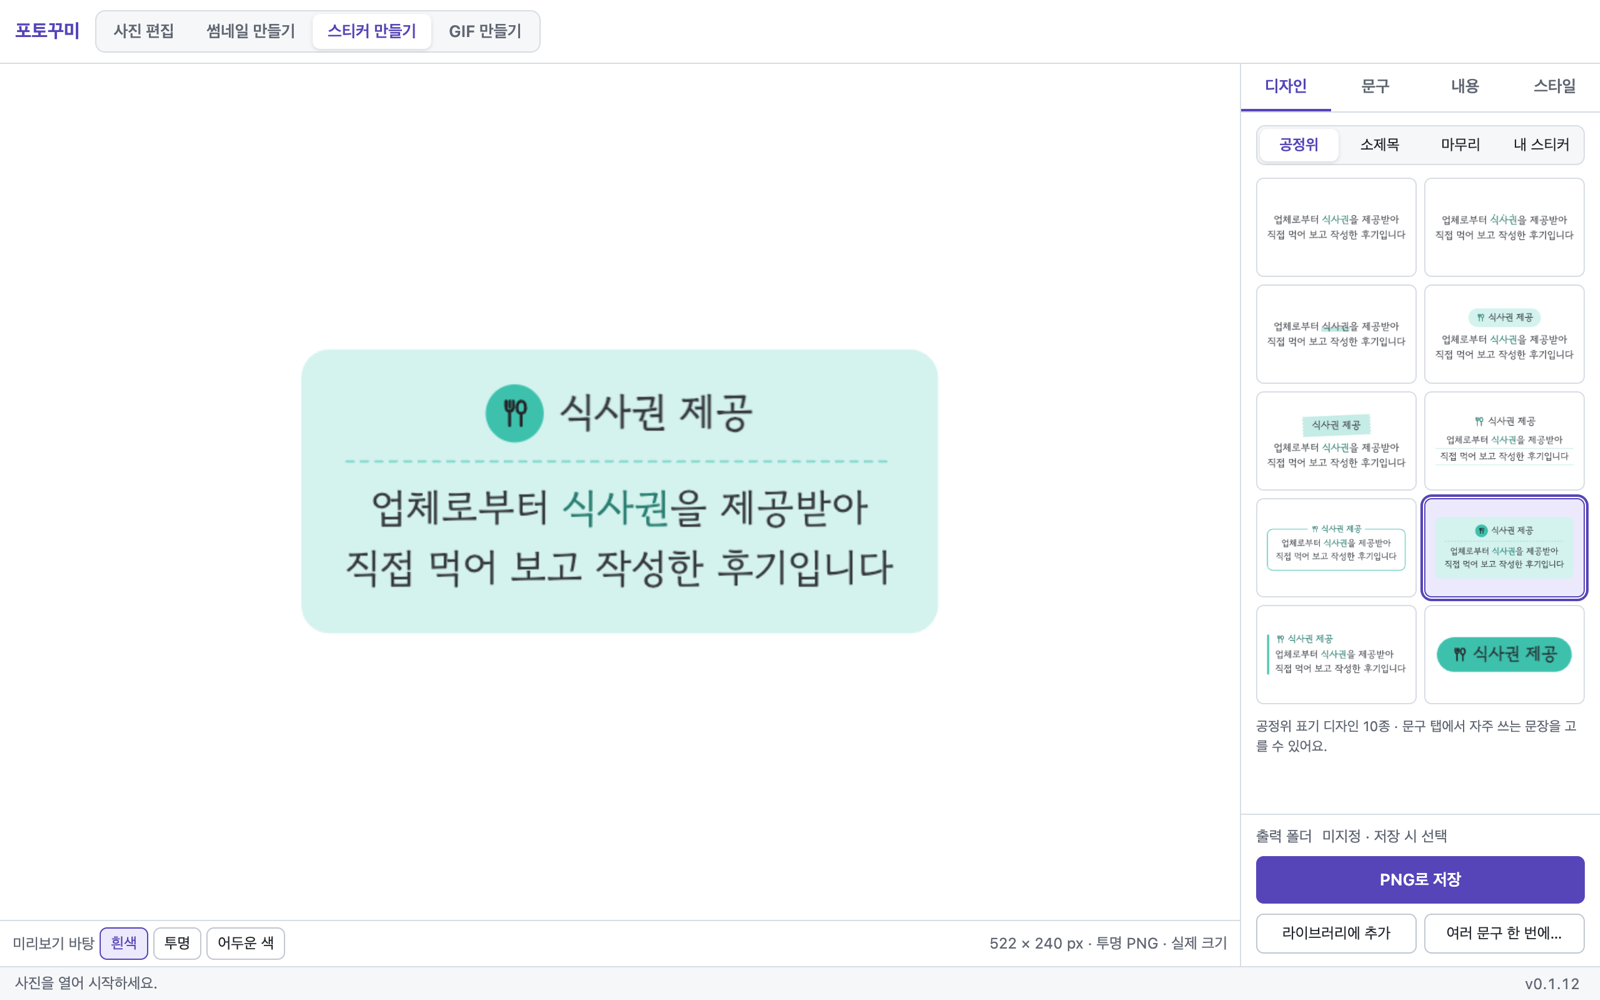 포토꾸미
사진 편집
썸네일 만들기
스티커 만들기
GIF 만들기
식사권 제공
업체로부터 식사권을 제공받아
직접 먹어 보고 작성한 후기입니다
미리보기 바탕
흰색
투명
어두운 색
522 × 240 px · 투명 PNG · 실제 크기
디자인
문구
내용
스타일
공정위
소제목
마무리
내 스티커
업체로부터 식사권을 제공받아
직접 먹어 보고 작성한 후기입니다
업체로부터 식사권을 제공받아
직접 먹어 보고 작성한 후기입니다
업체로부터 식사권을 제공받아
직접 먹어 보고 작성한 후기입니다
식사권 제공
업체로부터 식사권을 제공받아
직접 먹어 보고 작성한 후기입니다
식사권 제공
업체로부터 식사권을 제공받아
직접 먹어 보고 작성한 후기입니다
식사권 제공
업체로부터 식사권을 제공받아
직접 먹어 보고 작성한 후기입니다
식사권 제공
업체로부터 식사권을 제공받아
직접 먹어 보고 작성한 후기입니다
식사권 제공
업체로부터 식사권을 제공받아
직접 먹어 보고 작성한 후기입니다
식사권 제공
업체로부터 식사권을 제공받아
직접 먹어 보고 작성한 후기입니다
식사권 제공
공정위 표기 디자인 10종 · 문구 탭에서 자주 쓰는 문장을 고
를 수 있어요.
출력 폴더 미지정 · 저장 시 선택
PNG로 저장
라이브러리에 추가
여러 문구 한 번에...
사진을 열어 시작하세요.
v0.1.12